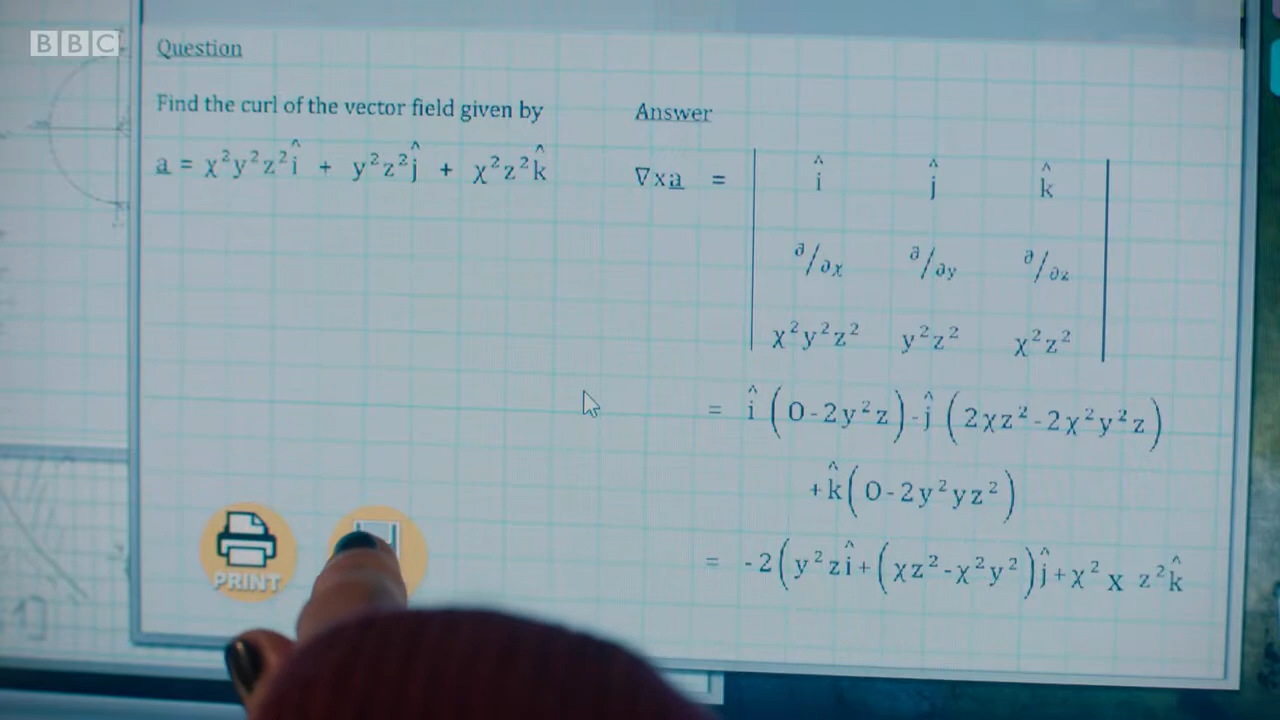 BBC
Question
Find the curl of the vector field given by
a = χ²y²z²î + y²z²ĵ + χ²z²k̂
Answer
∇xa = | î ĵ k̂ |
∂/∂x ∂/∂y ∂/∂z
χ²y²z² y²z² χ²z²
= î (0-2y²z) -ĵ (2χz²-2χ²y²z)
+k̂(0-2y²yz²)
= -2(y²zî+(χz²-χ²y²)ĵ+χ²x z²k̂
PRINT